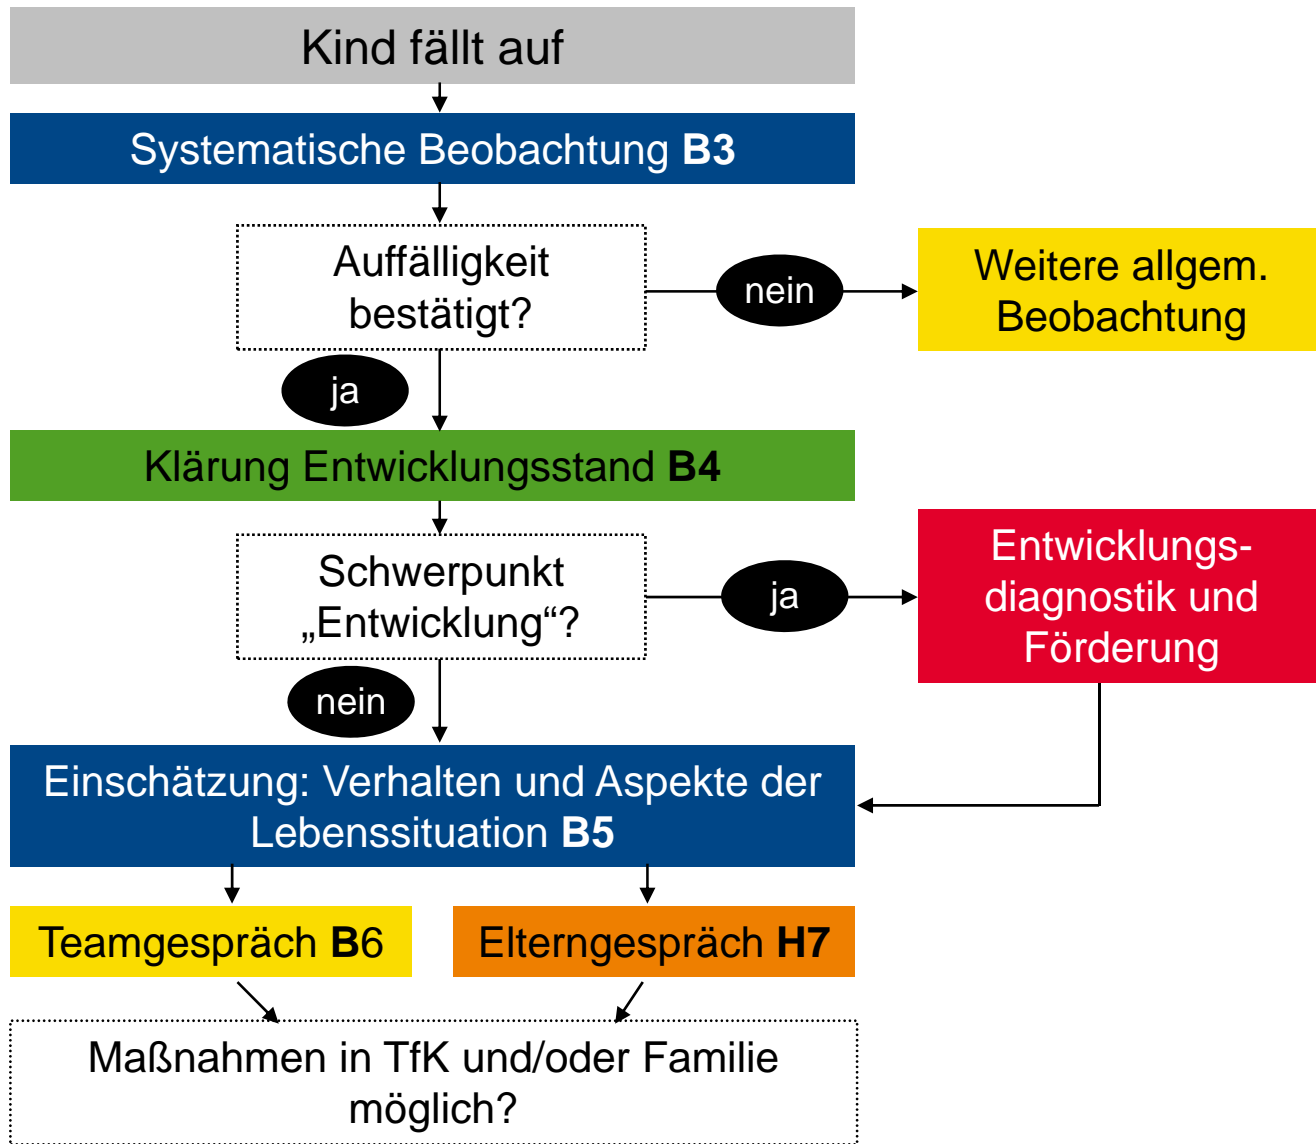 Kind fällt auf
Systematische Beobachtung B3
Auffälligkeit
bestätigt?
nein
Weitere allgem.
Beobachtung
ja
Klärung Entwicklungsstand B4
Schwerpunkt
„Entwicklung“?
ja
Entwicklungs-
diagnostik und
Förderung
nein
Einschätzung: Verhalten und Aspekte der
Lebenssituation B5
Teamgespräch B6
Elterngespräch H7
Maßnahmen in TfK und/oder Familie
möglich?